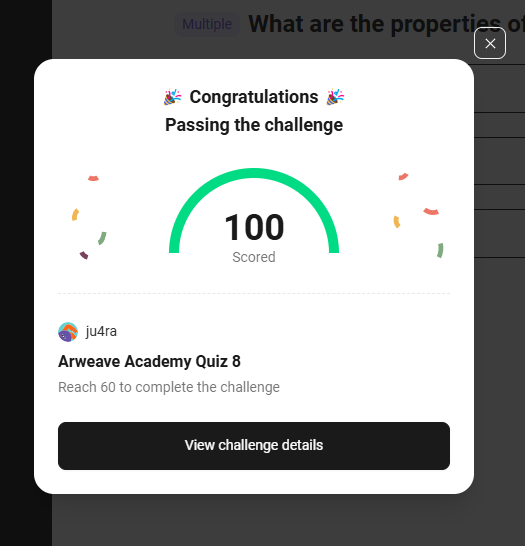 Multiple What are the properties of
🎉 Congratulations 🎉
Passing the challenge
100
Scored
ju4ra
Arweave Academy Quiz 8
Reach 60 to complete the challenge
View challenge details